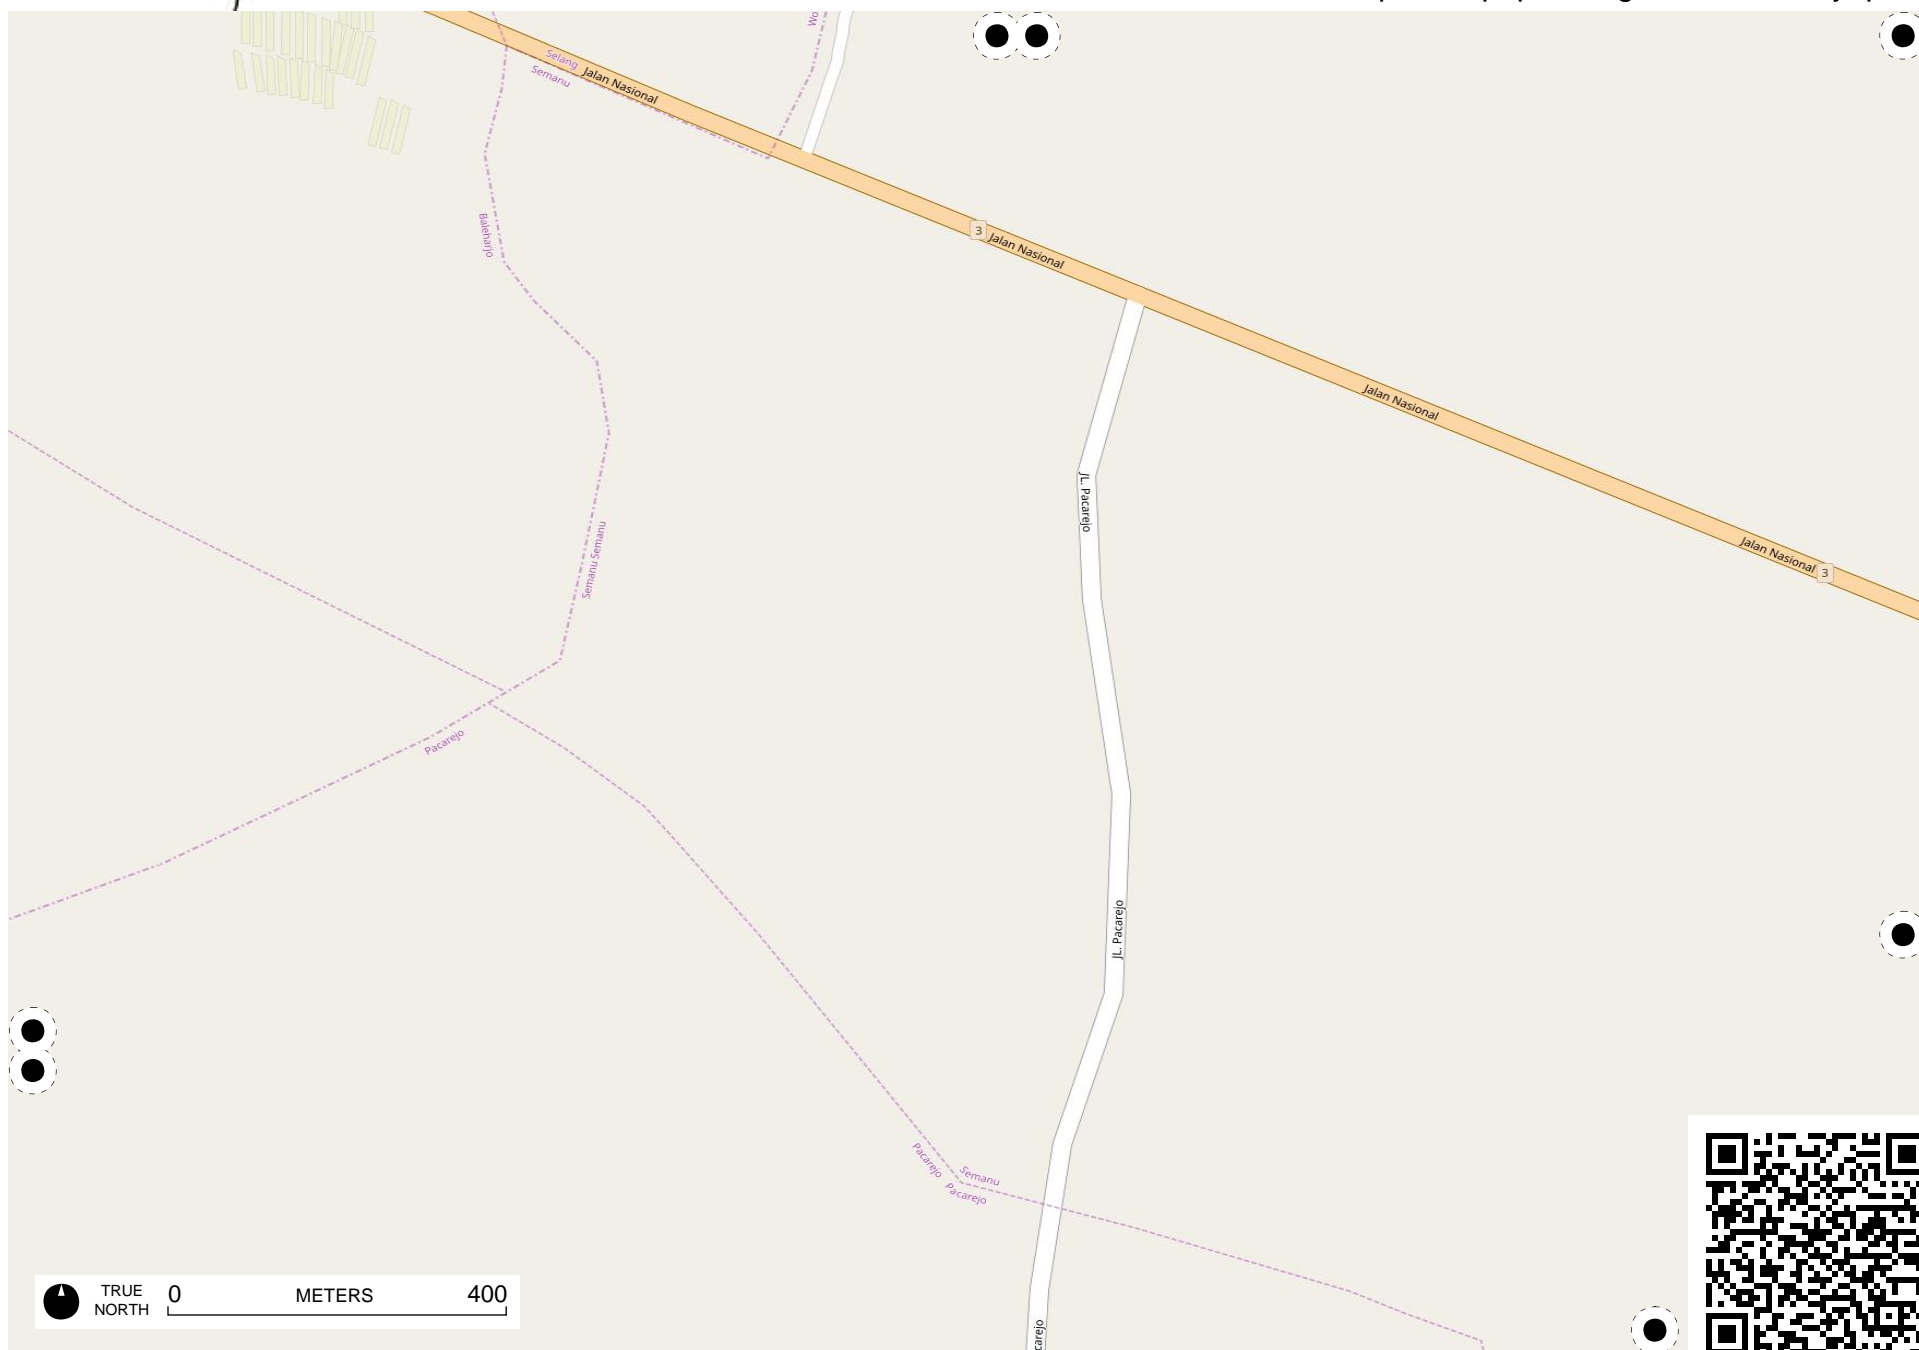 Selang
Semanu
Jalan Nasional
Baleharjo
3
Jalan Nasional
Jalan Nasional
JL. Pacarejo
Jalan Nasional
3
Semanu Semanu
Pacarejo
JL. Pacarejo
Pacarejo
Semanu
Pacarejo
TRUE
NORTH
0
METERS
400